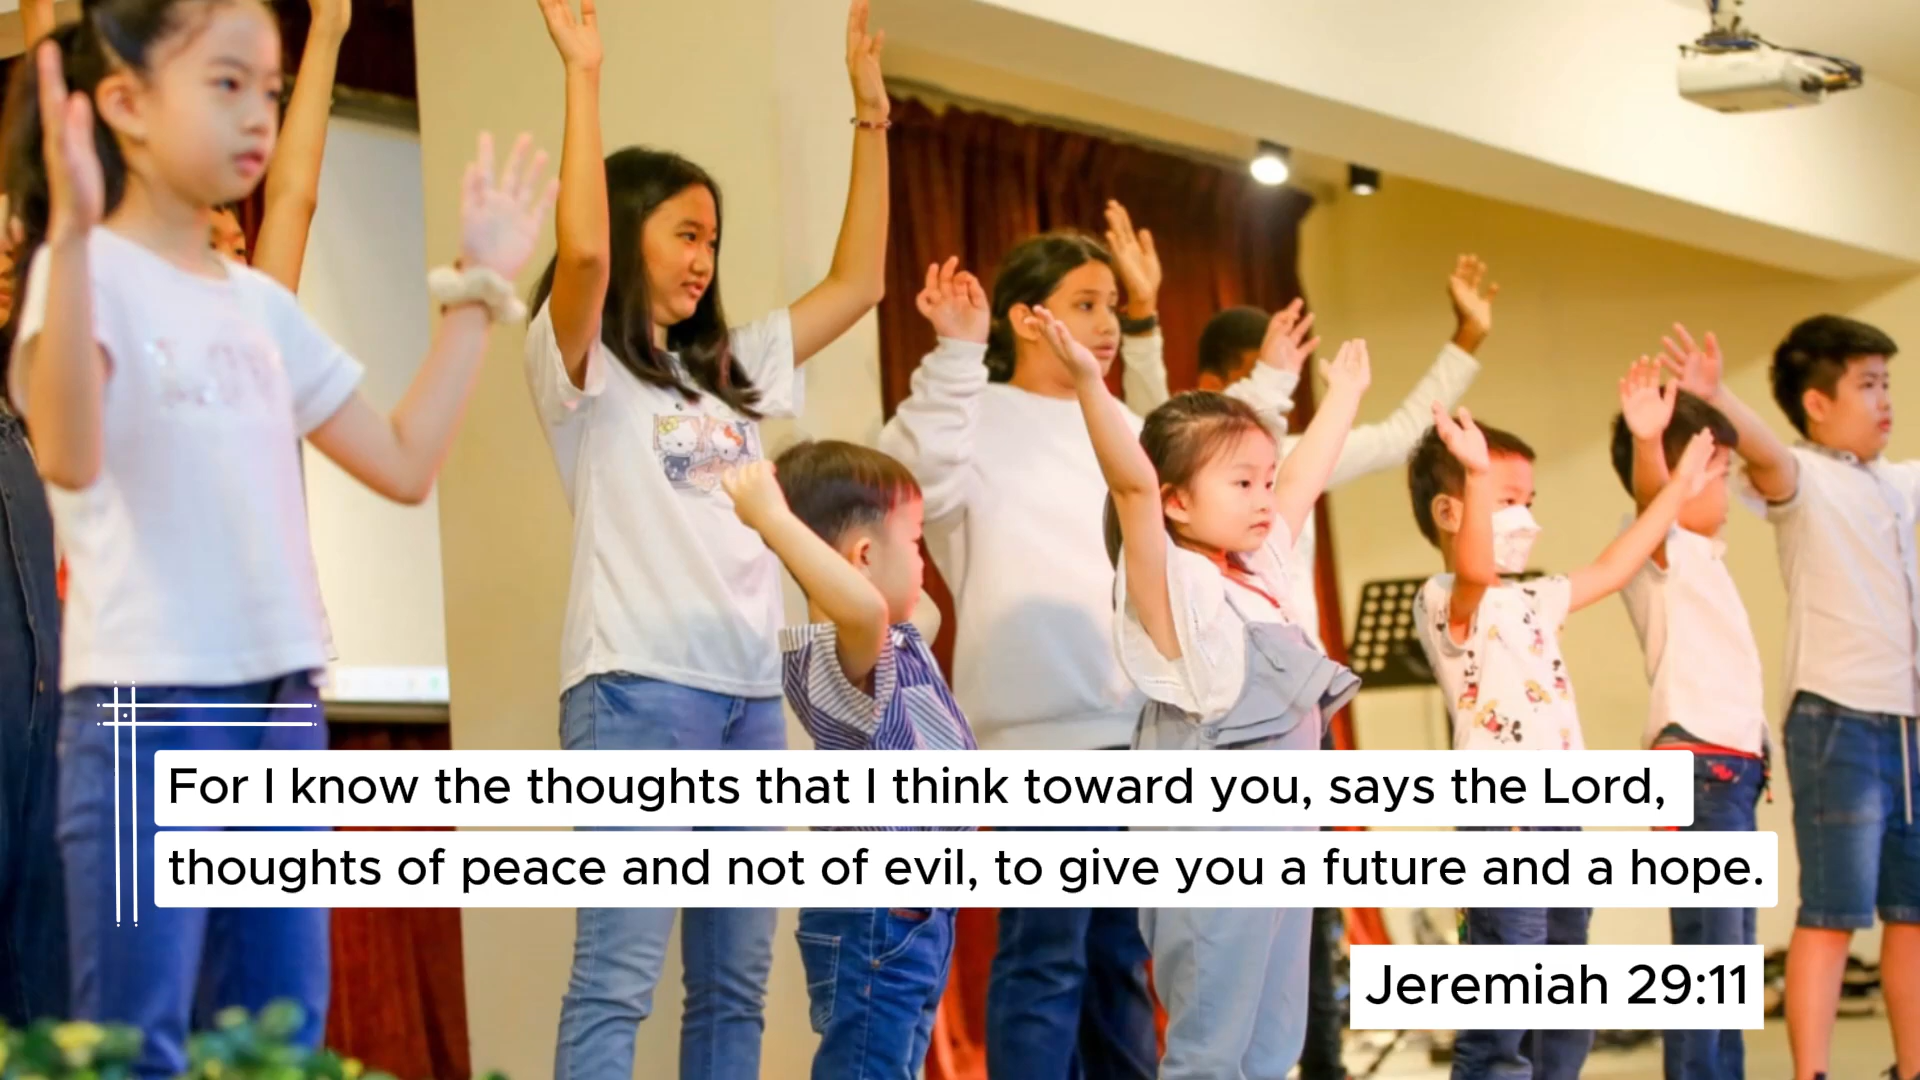 For I know the thoughts that I think toward you, says the Lord,
thoughts of peace and not of evil, to give you a future and a hope.
Jeremiah 29:11